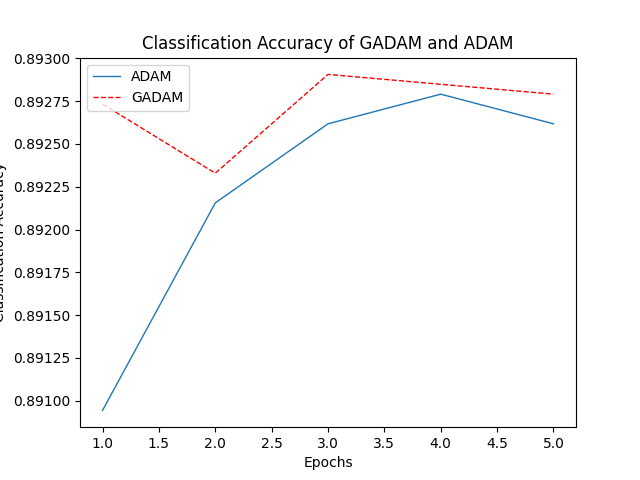 Classification Accuracy of GADAM and ADAM
ADAM
GADAM
0.89300
0.89275
0.89250
0.89225
0.89200
0.89175
0.89150
0.89125
0.89100
Classification Accuracy
1.0 1.5 2.0 2.5 3.0 3.5 4.0 4.5 5.0
Epochs